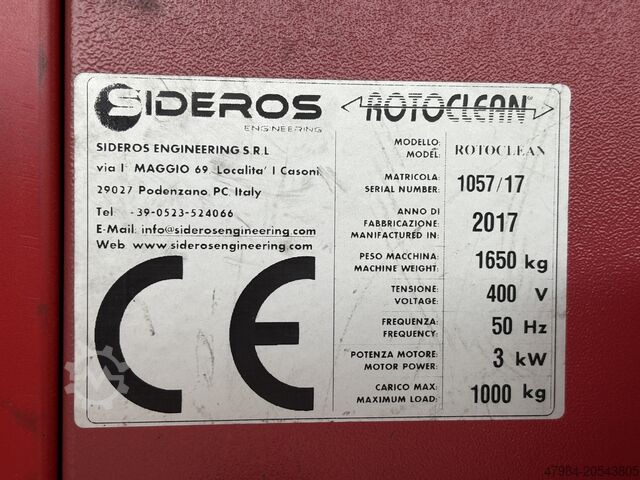 SIDEROS
ENGINEERING
SIDEROS ENGINEERING S.R.L
via I° MAGGIO 69 Localita' I Casoni
29027 Podenzano PC Italy
Tel -39-0523-524066
E-Mail: info@siderosengineering.com
Web www.siderosengineering.com
CE
ROTOCLEAN
MODELLO:
MODEL: ROTOCLEAN
MATRICOLA:
SERIAL NUMBER: 1057/17
ANNO DI
FABBRICAZIONE:
MANIFACTURED IN: 2017
PESO MACCHINA:
MACHINE WEIGHT: 1650 kg
TENSIONE:
VOLTAGE: 400 V
FREQUENZA:
FREQUENCY: 50 Hz
POTENZA MOTORE:
MOTOR POWER: 3 kW
CARICO MAX:
MAXIMUM LOAD: 1000 kg
47984-20543805